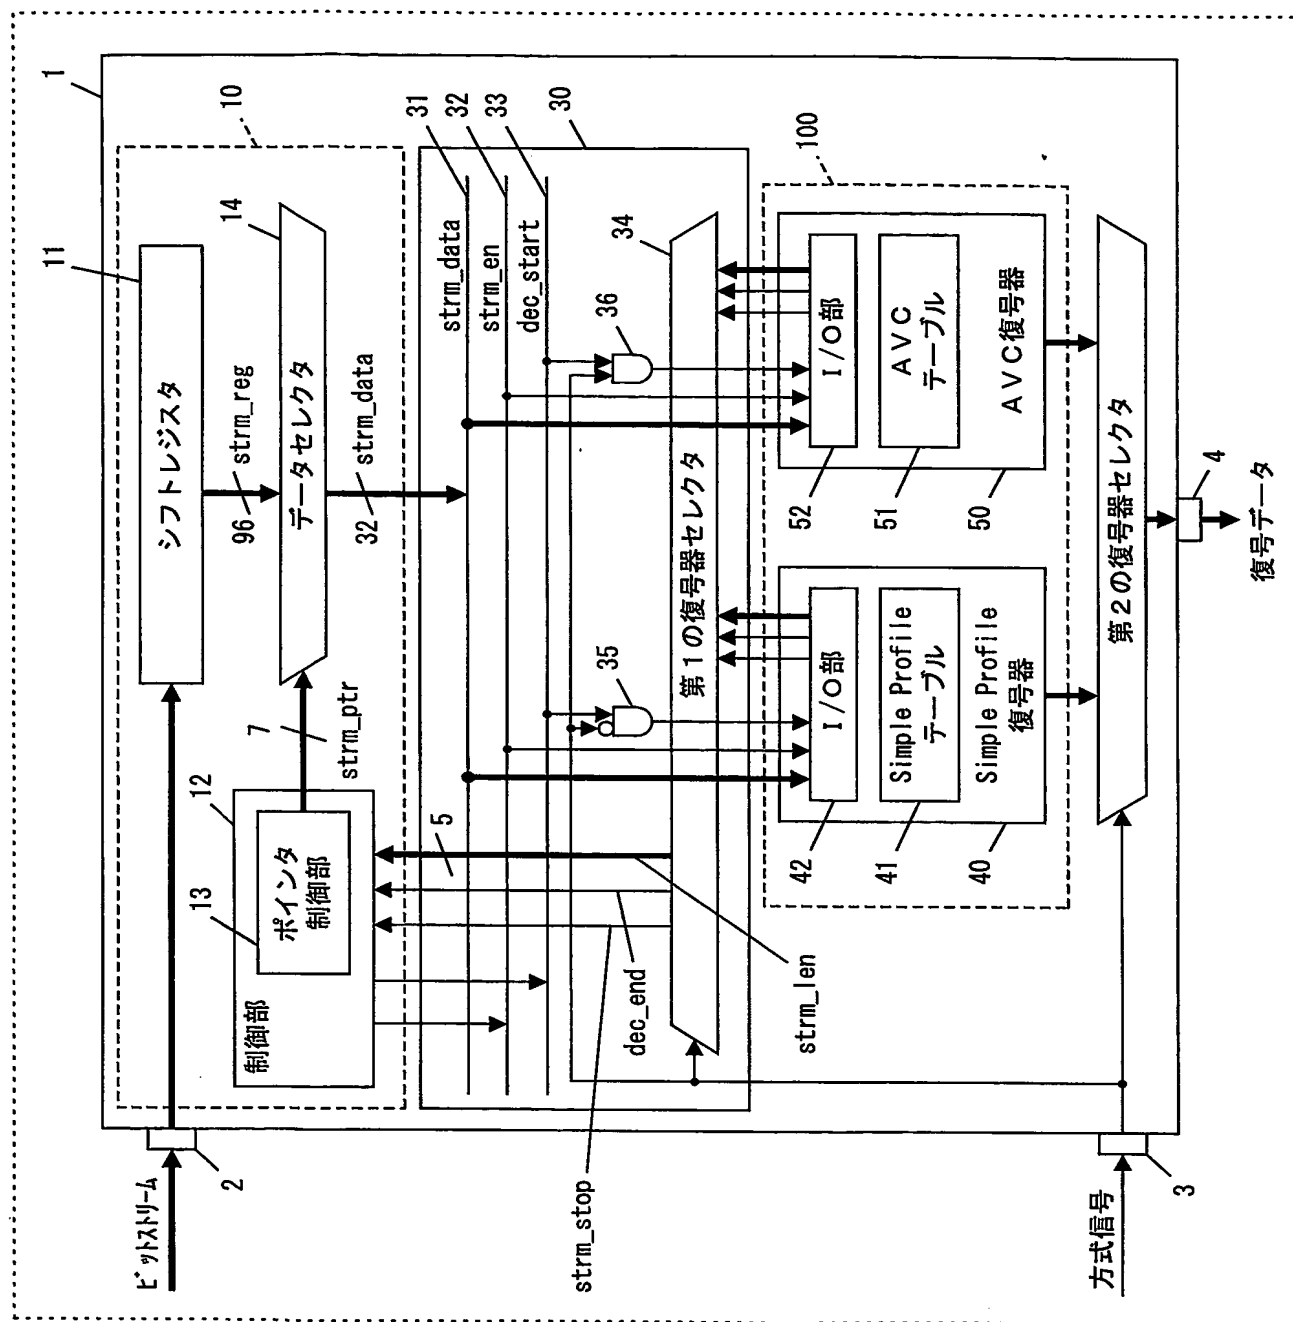 1
10
11
シフトレジスタ
96
strm_reg
14
データセレクタ
32
strm_data
12
13
ポインタ
制御部
制御部
7
strm_ptr
ビットストリーム
2
31
32
33
30
strm_data
strm_en
dec_start
5
34
35
36
第1の復号器セレクタ
strm_stop
dec_end
strm_len
100
42
I/O部
41
Simple Profile
テーブル
40
Simple Profile
復号器
52
I/O部
51
AVC
テーブル
50
AVC復号器
第2の復号器セレクタ
3
方式信号
4
復号データ